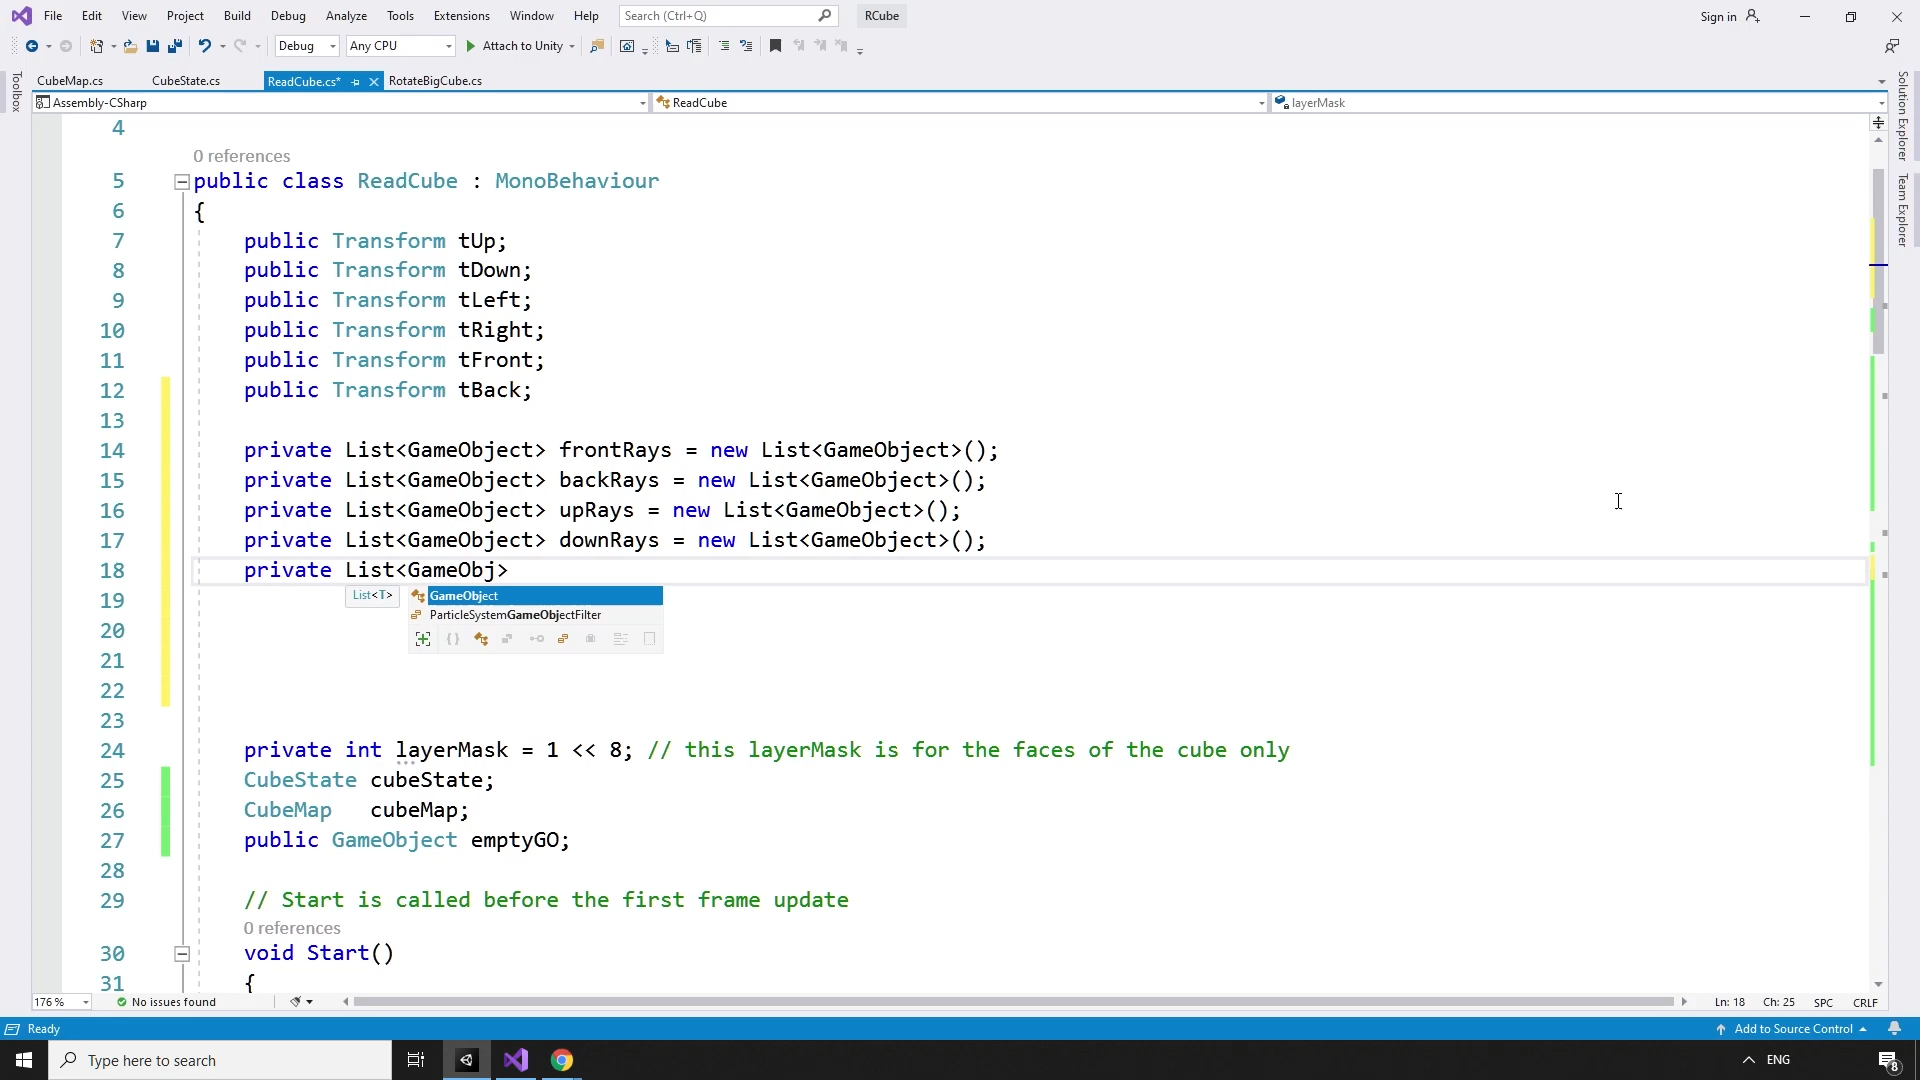 File Edit View Project Build Debug Analyze Tools Extensions Window Help Search (Ctrl+Q) RCube Sign in
Debug Any CPU Attach to Unity
CubeMap.cs CubeState.cs ReadCube.cs* RotateBigCube.cs
Assembly-CSharp ReadCube layerMask
Toolbox
Solution Explorer
Team Explorer
4
0 references
5 public class ReadCube : MonoBehaviour
6 {
7 public Transform tUp;
8 public Transform tDown;
9 public Transform tLeft;
10 public Transform tRight;
11 public Transform tFront;
12 public Transform tBack;
13
14 private List<GameObject> frontRays = new List<GameObject>();
15 private List<GameObject> backRays = new List<GameObject>();
16 private List<GameObject> upRays = new List<GameObject>();
17 private List<GameObject> downRays = new List<GameObject>();
18 private List<GameObj>
19 List<T> GameObject
ParticleSystemGameObjectFilter
20
21
22
23
24 private int layerMask = 1 << 8; // this layerMask is for the faces of the cube only
25 CubeState cubeState;
26 CubeMap cubeMap;
27 public GameObject emptyGO;
28
29 // Start is called before the first frame update
0 references
30 void Start()
31 {
176 % No issues found Ln: 18 Ch: 25 SPC CRLF
Ready Add to Source Control
Type here to search ENG 8